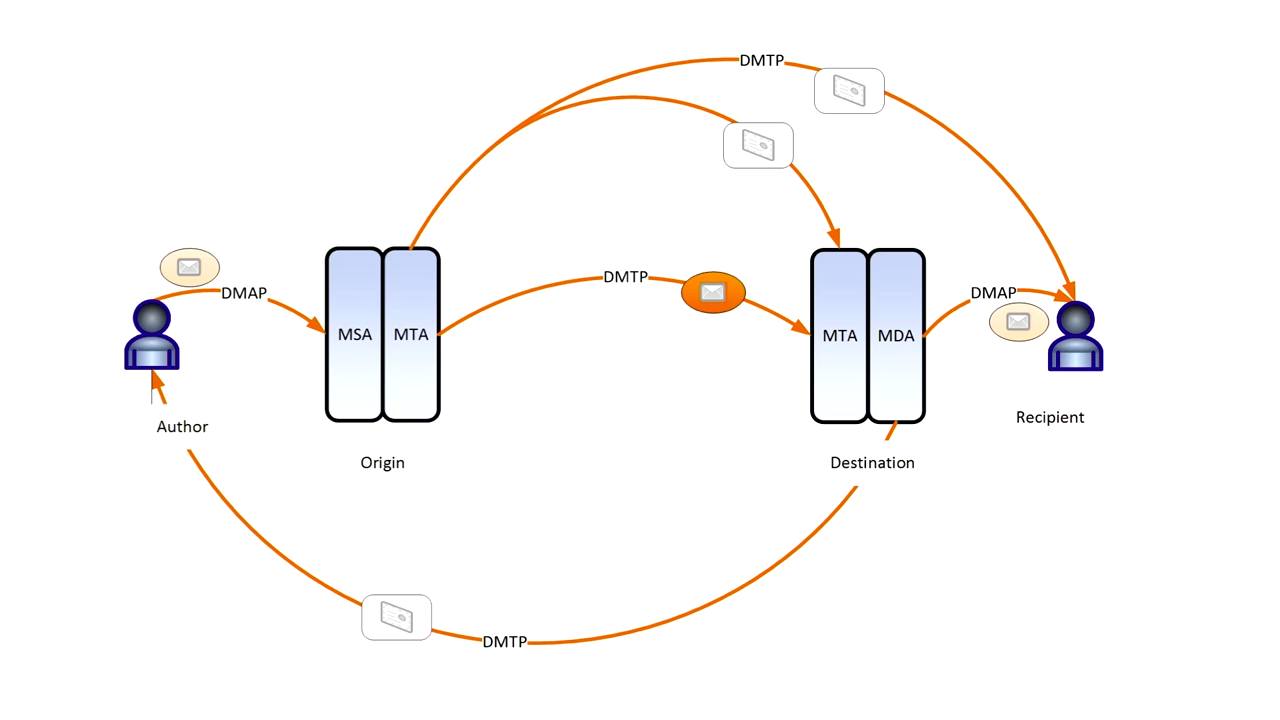 DMTP
DMTP
DMAP
DMAP
MSA
MTA
MTA
MDA
Author
Recipient
Origin
Destination
DMTP